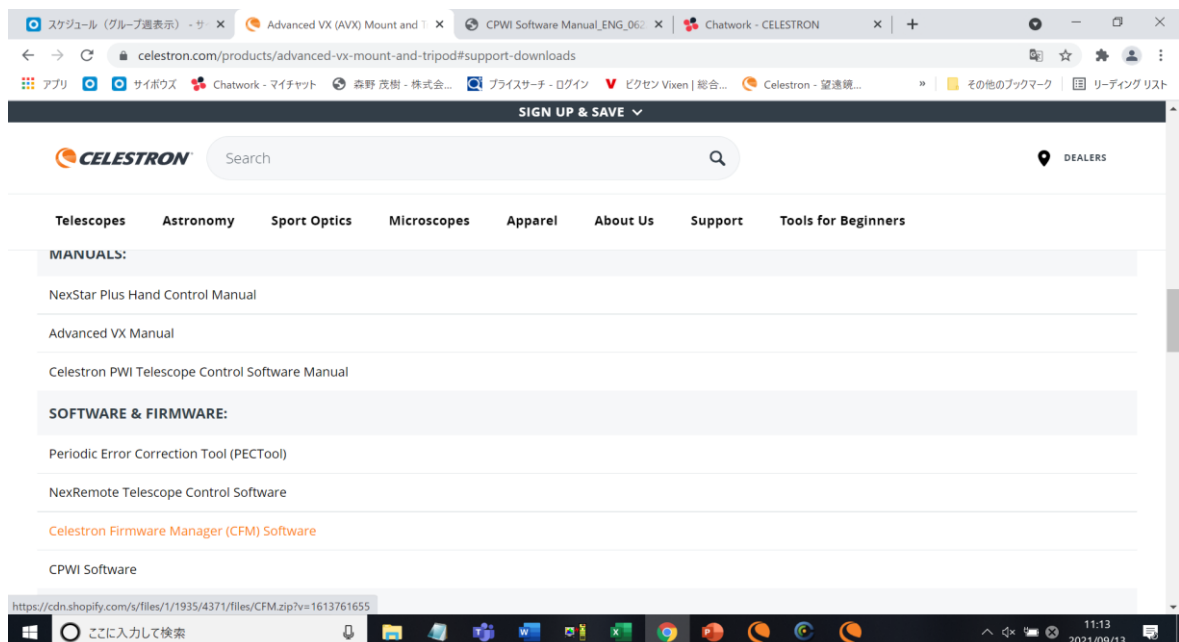 スケジュール（グループ週表示） - サ
Advanced VX (AVX) Mount and T
CPWI Software Manual_ENG_062
Chatwork - CELESTRON
celestron.com/products/advanced-vx-mount-and-tripod#support-downloads
アプリ
サイボウズ
Chatwork - マイチャット
森野 茂樹 - 株式会...
プライスサーチ - ログイン
ビクセン Vixen | 総合...
Celestron - 望遠鏡...
»
その他のブックマーク
リーディング リスト
SIGN UP & SAVE
CELESTRON
Search
DEALERS
Telescopes
Astronomy
Sport Optics
Microscopes
Apparel
About Us
Support
Tools for Beginners
MANUALS:
NexStar Plus Hand Control Manual
Advanced VX Manual
Celestron PWI Telescope Control Software Manual
SOFTWARE & FIRMWARE:
Periodic Error Correction Tool (PECTool)
NexRemote Telescope Control Software
Celestron Firmware Manager (CFM) Software
CPWI Software
https://cdn.shopify.com/s/files/1/1935/4371/files/CFM.zip?v=1613761655
ここに入力して検索
11:13
2021/09/13